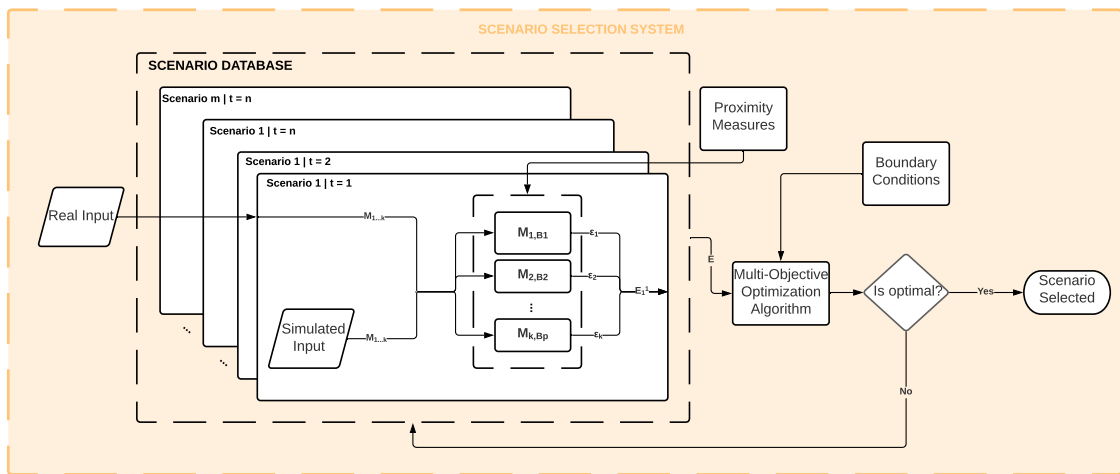 SCENARIO SELECTION SYSTEM
SCENARIO DATABASE
Scenario m | t = n
Scenario 1 | t = n
Scenario 1 | t = 2
Scenario 1 | t = 1
Proximity
Measures
Boundary
Conditions
Real Input
M1...k
M1,B1
ε1
M2,B2
ε2
⋮
E1¹
Mk,Bp
εk
Simulated
Input
M1...k
...
...
E
Multi-Objective
Optimization
Algorithm
Is optimal?
Yes
Scenario
Selected
No